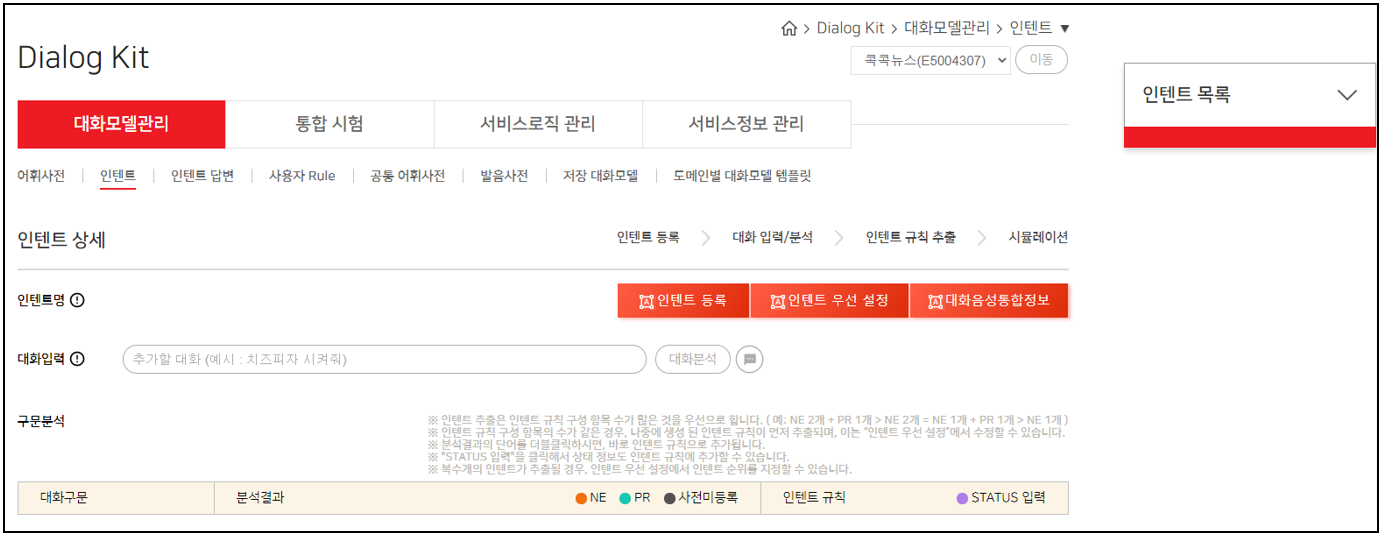 Dialog Kit > 대화모델관리 > 인텐트 ▼
Dialog Kit
콕콕뉴스(E5004307)
이동
인텐트 목록
대화모델관리
통합 시험
서비스로직 관리
서비스정보 관리
어휘사전 | 인텐트 | 인텐트 답변 | 사용자 Rule | 공통 어휘사전 | 발음사전 | 저장 대화모델 | 도메인별 대화모델 템플릿
인텐트 상세
인텐트 등록 > 대화 입력/분석 > 인텐트 규칙 추출 > 시뮬레이션
인텐트명
인텐트 등록
인텐트 우선 설정
대화음성통합정보
대화입력
추가할 대화 (예시 : 치즈피자 시켜줘)
대화분석
구문분석
※ 인텐트 추출은 인텐트 규칙 구성 항목 수가 많은 것을 우선으로 합니다. ( 예; NE 2개 + PR 1개 > NE 2개 = NE 1개 + PR 1개 > NE 1개 )
※ 인텐트 규칙 구성 항목의 수가 같은 경우, 나중에 생성 된 인텐트 규칙이 먼저 추출되며, 이는 "인텐트 우선 설정"에서 수정할 수 있습니다.
※ 분석결과의 단어를 더블클릭하시면, 바로 인텐트 규칙으로 추가됩니다.
※ "STATUS 입력"을 클릭해서 상태 정보도 인텐트 규칙에 추가할 수 있습니다.
※ 복수개의 인텐트가 추출될 경우, 인텐트 우선 설정에서 인텐트 순위를 지정할 수 있습니다.
대화구문
분석결과
NE
PR
사전미등록
인텐트 규칙
STATUS 입력